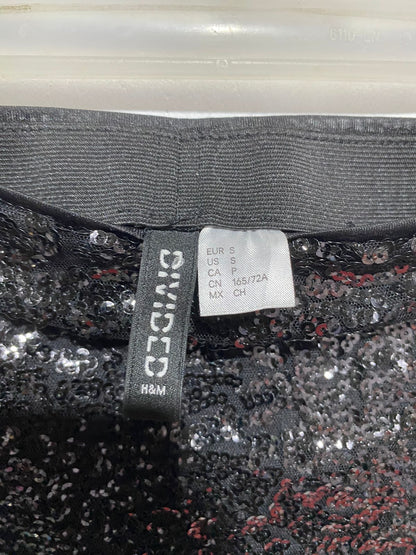 EUR S
US S
CA P
CN 165/72A
MX CH
DIVIDED
H&M